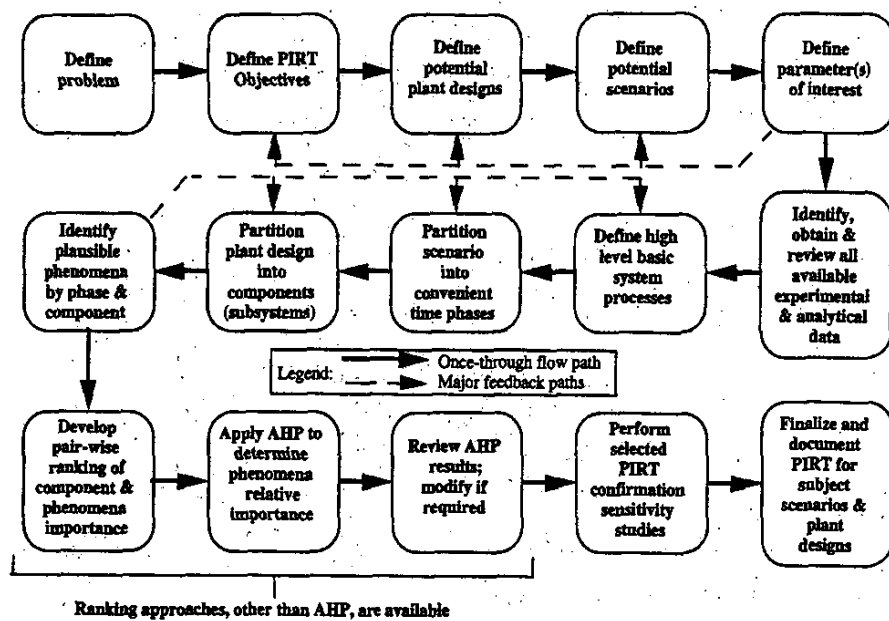 Define
problem
Define PIRT
Objectives
Define
potential
plant designs
Define
potential
scenarios
Define
parameter(s)
of interest
Identify
plausible
phenomena
by phase &
component
Partition
plant design
into
components
(subsystems)
Partition
scenario
into
convenient
time phases
Define high
level basic
system
processes
Identify,
obtain &
review all
available
experimental
& analytical
data
Legend:
Once-through flow path
Major feedback paths
Develop
pair-wise
ranking of
component &
phenomena
importance
Apply AHP to
determine
phenomena
relative
importance
Review AHP
results;
modify if
required
Perform
selected
PIRT
confirmation
sensitivity
studies
Finalize and
document
PIRT for
subject
scenarios &
plant
designs
Ranking approaches, other than AHP, are available